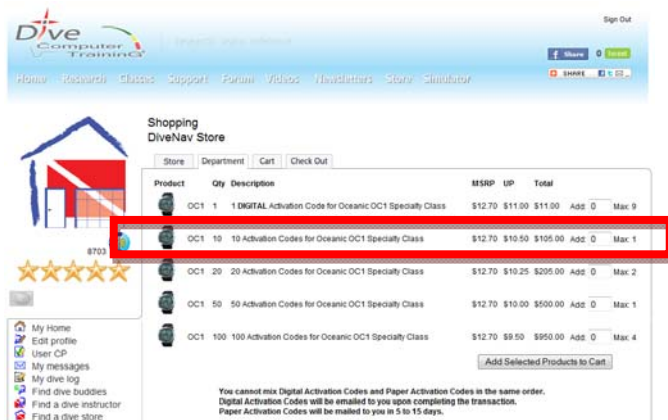 Dive
Computer
Training
Sign Out
Share 0 tweet
SHARE
Home Research Classes Support Forum Videos Newsletters Store Simulator
Shopping
DiveNav Store
Store Department Cart Check Out
Product Qty Description MSRP UP Total
OC1 1 1 DIGITAL Activation Code for Oceanic OC1 Specialty Class $12.70 $11.00 $11.00 Add: 0 Max: 9
OC1 10 10 Activation Codes for Oceanic OC1 Specialty Class $12.70 $10.50 $105.00 Add: 0 Max: 1
8703
OC1 20 20 Activation Codes for Oceanic OC1 Specialty Class $12.70 $10.25 $205.00 Add: 0 Max: 2
OC1 50 50 Activation Codes for Oceanic OC1 Specialty Class $12.70 $10.00 $500.00 Add: 0 Max: 1
OC1 100 100 Activation Codes for Oceanic OC1 Specialty Class $12.70 $9.50 $950.00 Add: 0 Max: 4
Add Selected Products to Cart
My Home
Edit profile
User CP
My messages
My dive log
Find dive buddies
Find a dive instructor
Find a dive store
You cannot mix Digital Activation Codes and Paper Activation Codes in the same order.
Digital Activation Codes will be emailed to you upon completing the transaction.
Paper Activation Codes will be mailed to you in 5 to 15 days.